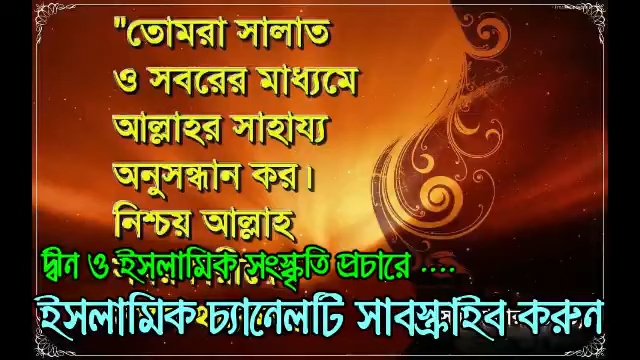 "তোমরা সালাত
ও সবরের মাধ্যমে
আল্লাহর সাহায্য
অনুসন্ধান কর।
নিশ্চয় আল্লাহ
দ্বীন ও ইসলামিক সংস্কৃতি প্রচারে ....
ইসলামিক চ্যানেলটি সাবস্ক্রাইব করুন